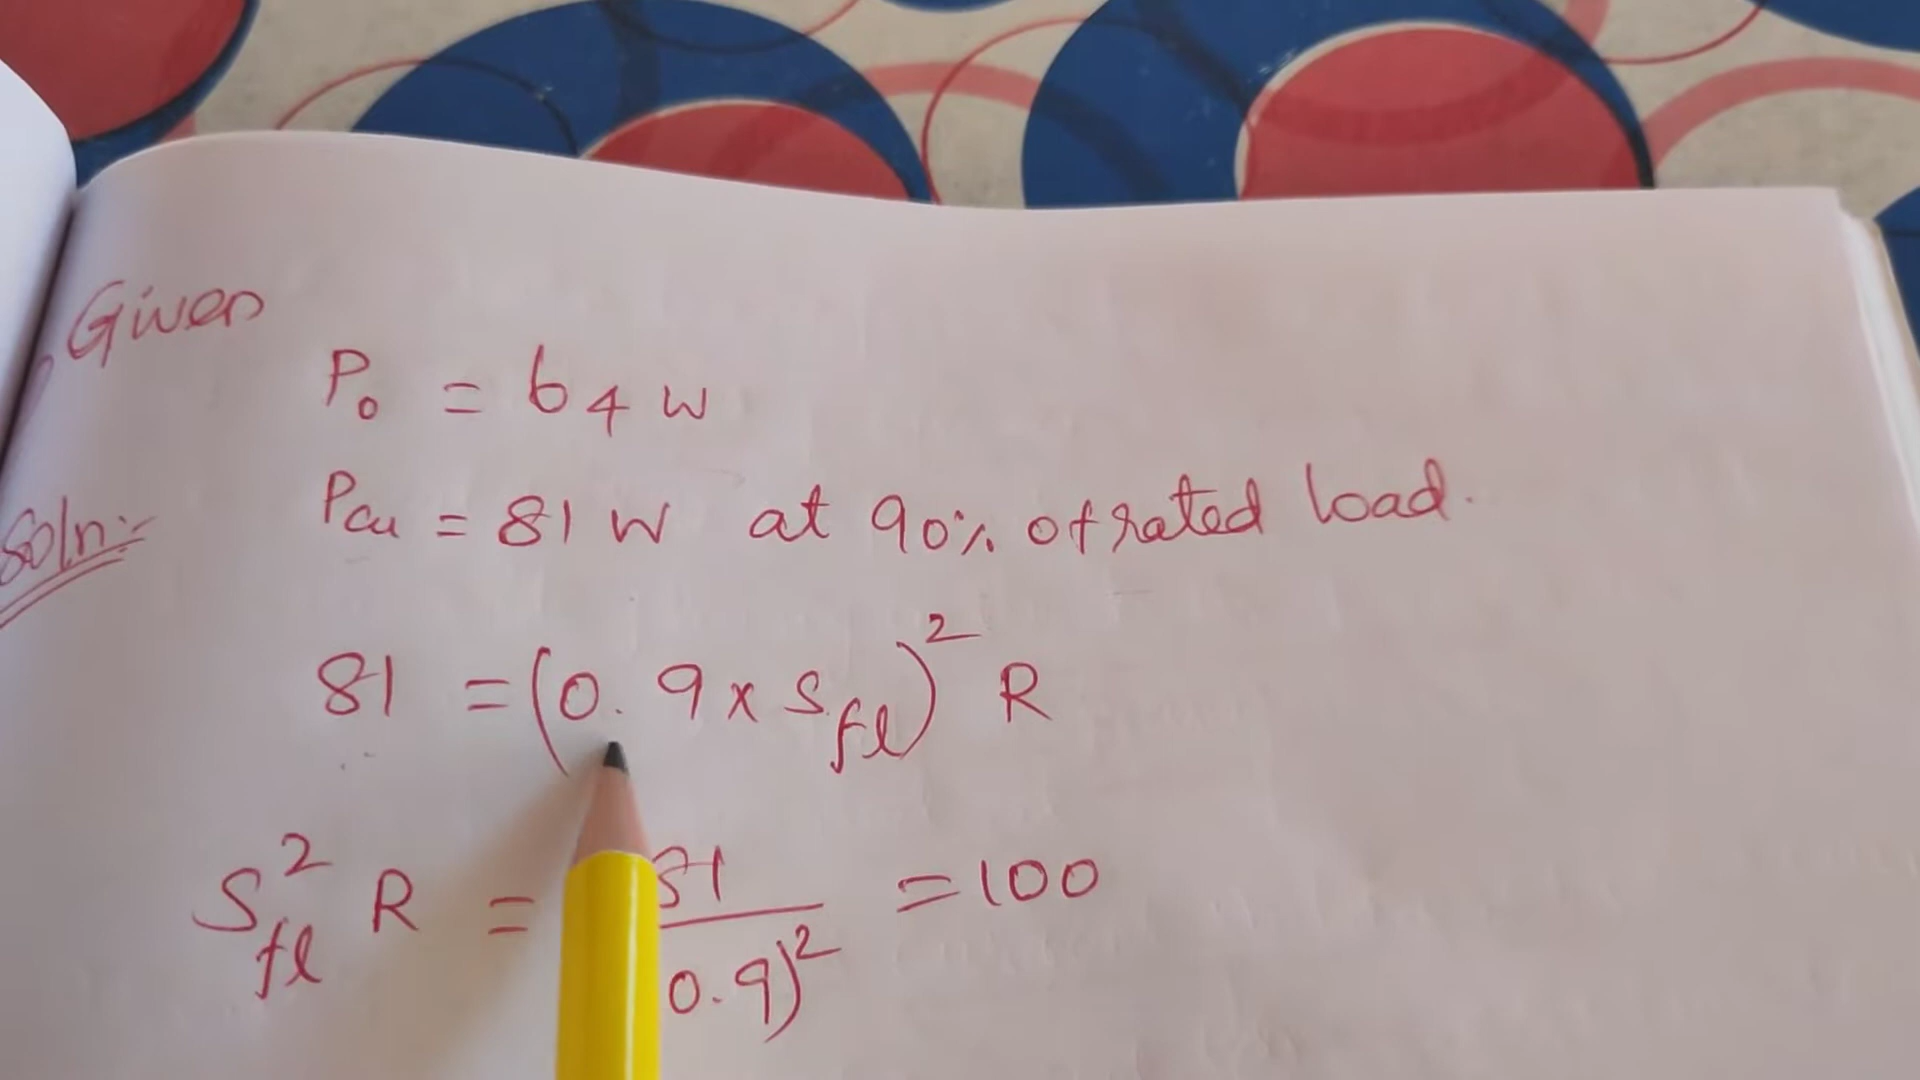 Given
P₀ = 64 W
Soln:-
Pcu = 81 W at 90% of rated load.
81 = (0.9 x Sfl)² R
S²fl R = 81/(0.9)² = 100